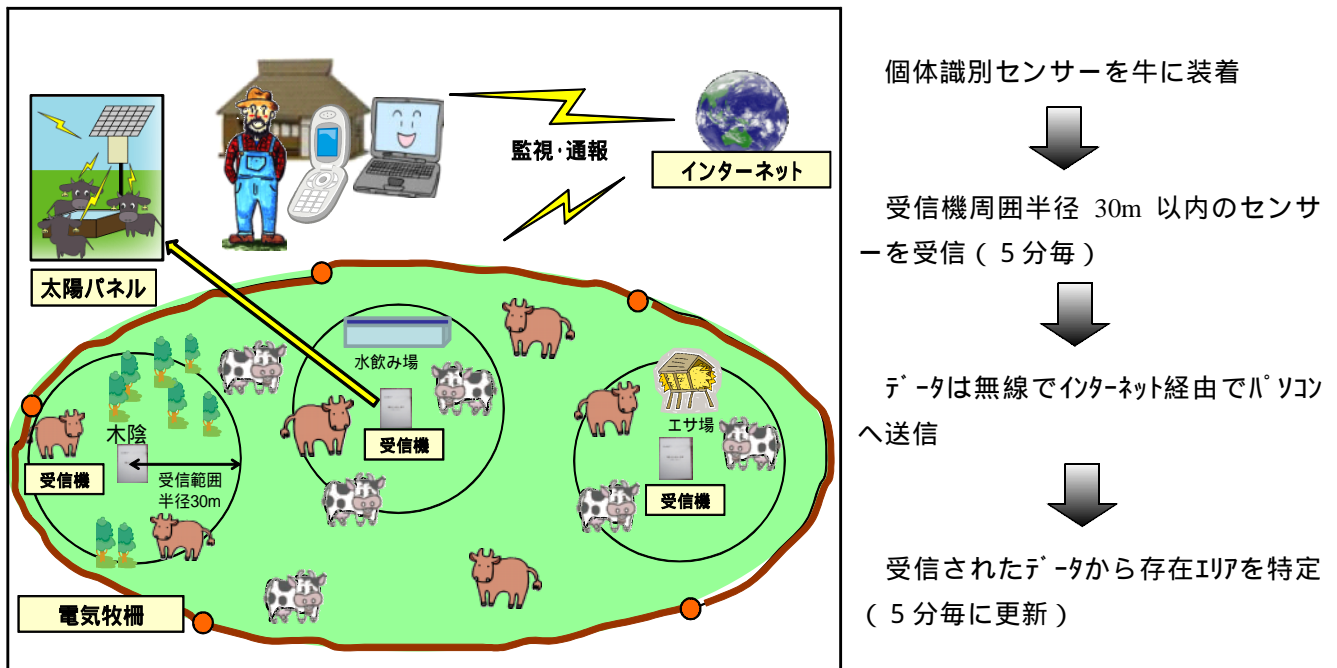 監視・通報
インターネット
太陽パネル
水飲み場
エサ場
木陰
受信機
受信機
受信機
受信範囲
半径30m
電気牧柵
個体識別センサーを牛に装着
受信機周囲半径 30m 以内のセンサ
ーを受信(5分毎)
ﾃﾞｰﾀは無線でｲﾝﾀｰﾈｯﾄ経由でﾊﾟｿｺﾝ
へ送信
受信されたﾃﾞｰﾀから存在ｴﾘｱを特定
(5分毎に更新)